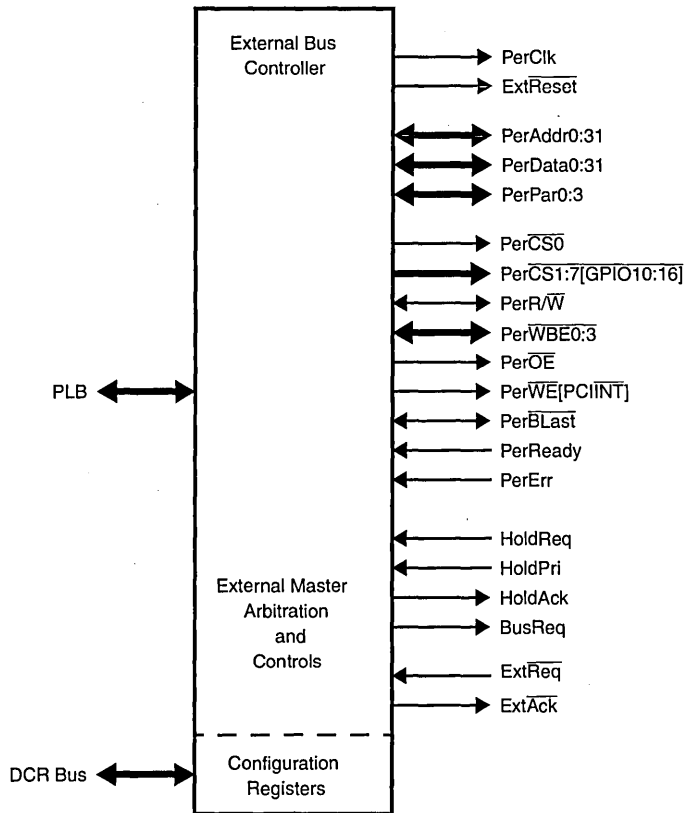 External Bus
Controller
PerClk
ExtReset
PerAddr0:31
PerData0:31
PerPar0:3
PerCS0
PerCS1:7[GPIO10:16]
PerR/W
PerWBE0:3
PerOE
PLB
PerWE[PCIINT]
PerBLast
PerReady
PerErr
HoldReq
HoldPri
External Master
Arbitration
and
Controls
HoldAck
BusReq
ExtReq
ExtAck
DCR Bus
Configuration
Registers